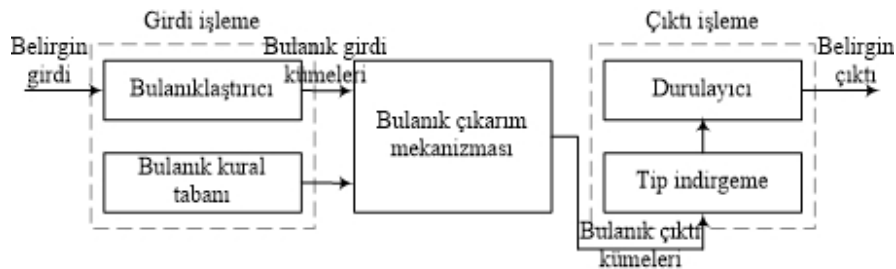 Girdi işleme
Çıktı işleme
Belirgin
girdi
Bulanıklaştırıcı
Bulanık girdi
kümeleri
Bulanık kural
tabanı
Bulanık çıkarım
mekanizması
Durulayıcı
Belirgin
çıktı
Tip indirgeme
Bulanık çıktı
kümeleri